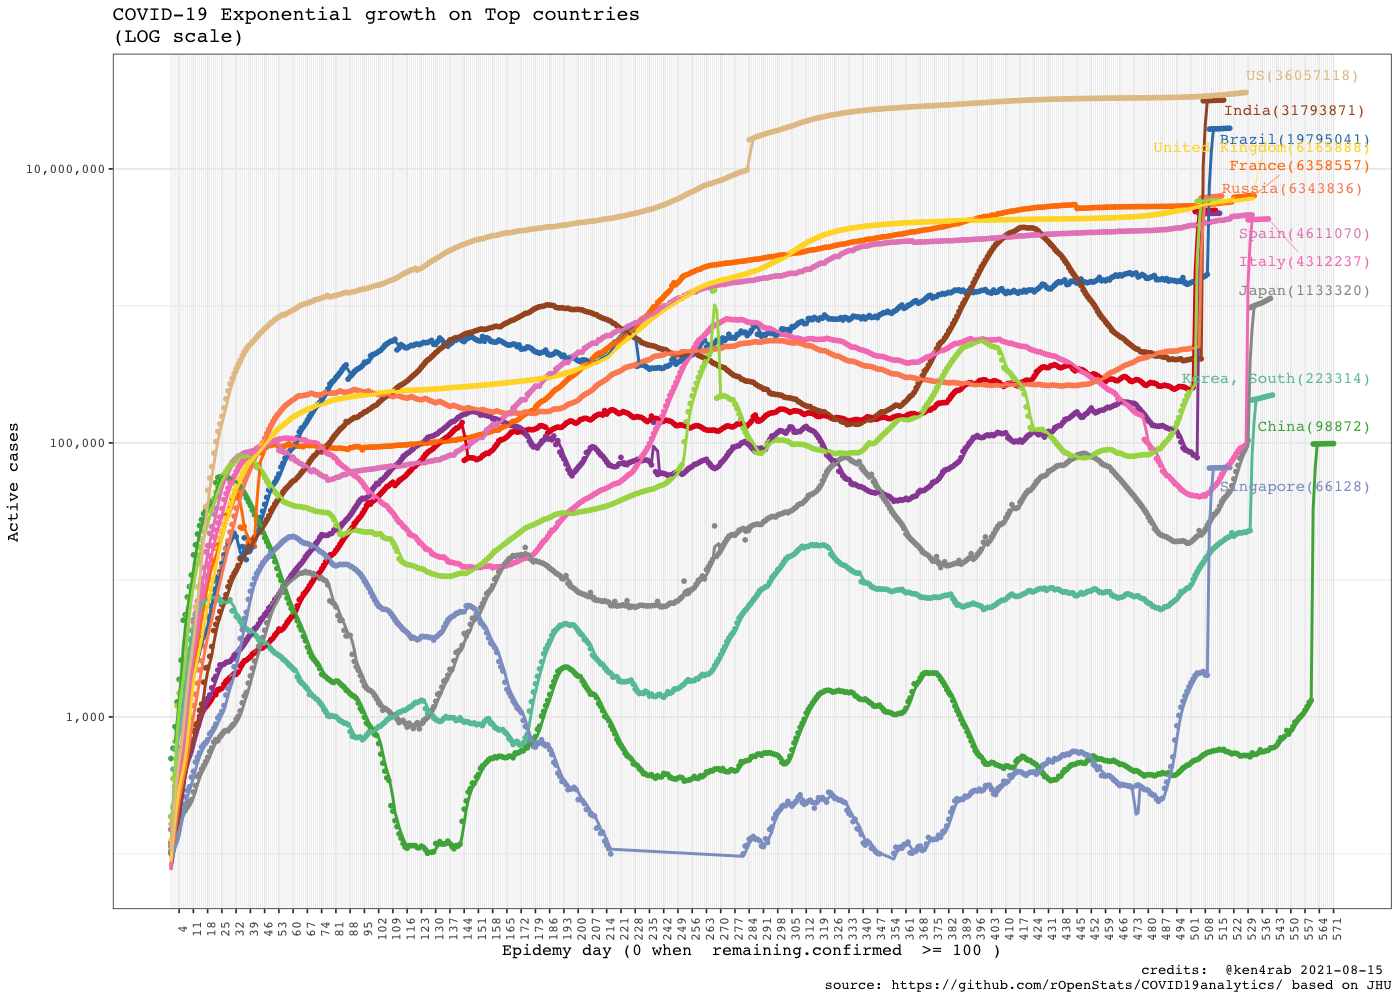 COVID-19 Exponential growth on Top countries
(LOG scale)
US(36057118)
India(31793871)
Brazil(19795041)
United Kingdom(6165888)
France(6358557)
Russia(6343836)
Spain(4611070)
Italy(4312237)
Japan(1133320)
Korea, South(223314)
China(98872)
Singapore(66128)
10,000,000
100,000
1,000
Active cases
4 11 18 25 32 39 46 53 60 67 74 81 88 95 102 109 116 123 130 137 144 151 158 165 172 179 186 193 200 207 214 221 228 235 242 249 256 263 270 277 284 291 298 305 312 319 326 333 340 347 354 361 368 375 382 389 396 403 410 417 424 431 438 445 452 459 466 473 480 487 494 501 508 515 522 529 536 543 550 557 564 571
Epidemy day (0 when  remaining.confirmed  >= 100 )
credits:  @ken4rab 2021-08-15
source: https://github.com/rOpenStats/COVID19analytics/ based on JHU